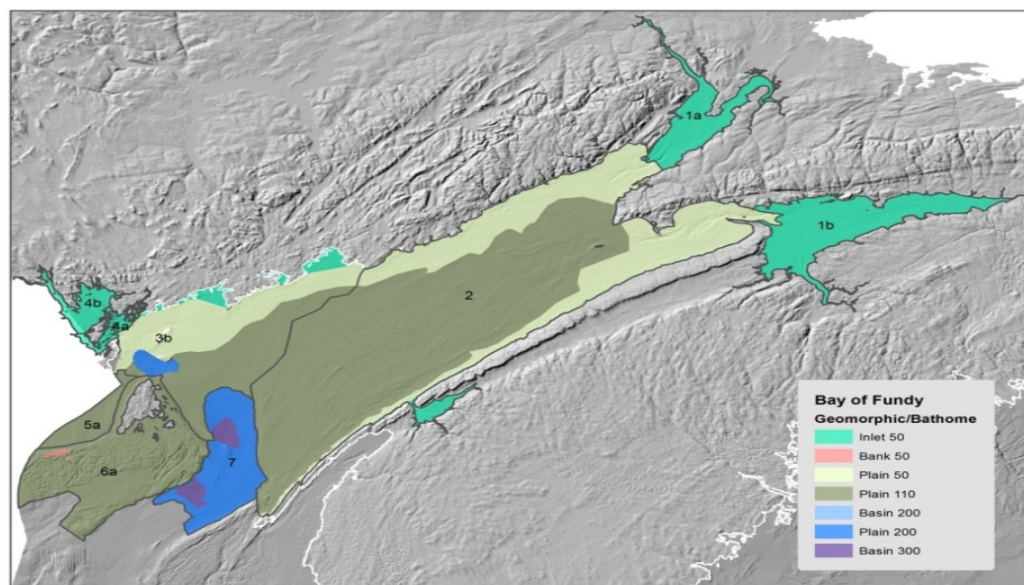 1a
1b
2
4b
4a
3b
5a
6a
7
Bay of Fundy
Geomorphic/Bathome
Inlet 50
Bank 50
Plain 50
Plain 110
Basin 200
Plain 200
Basin 300